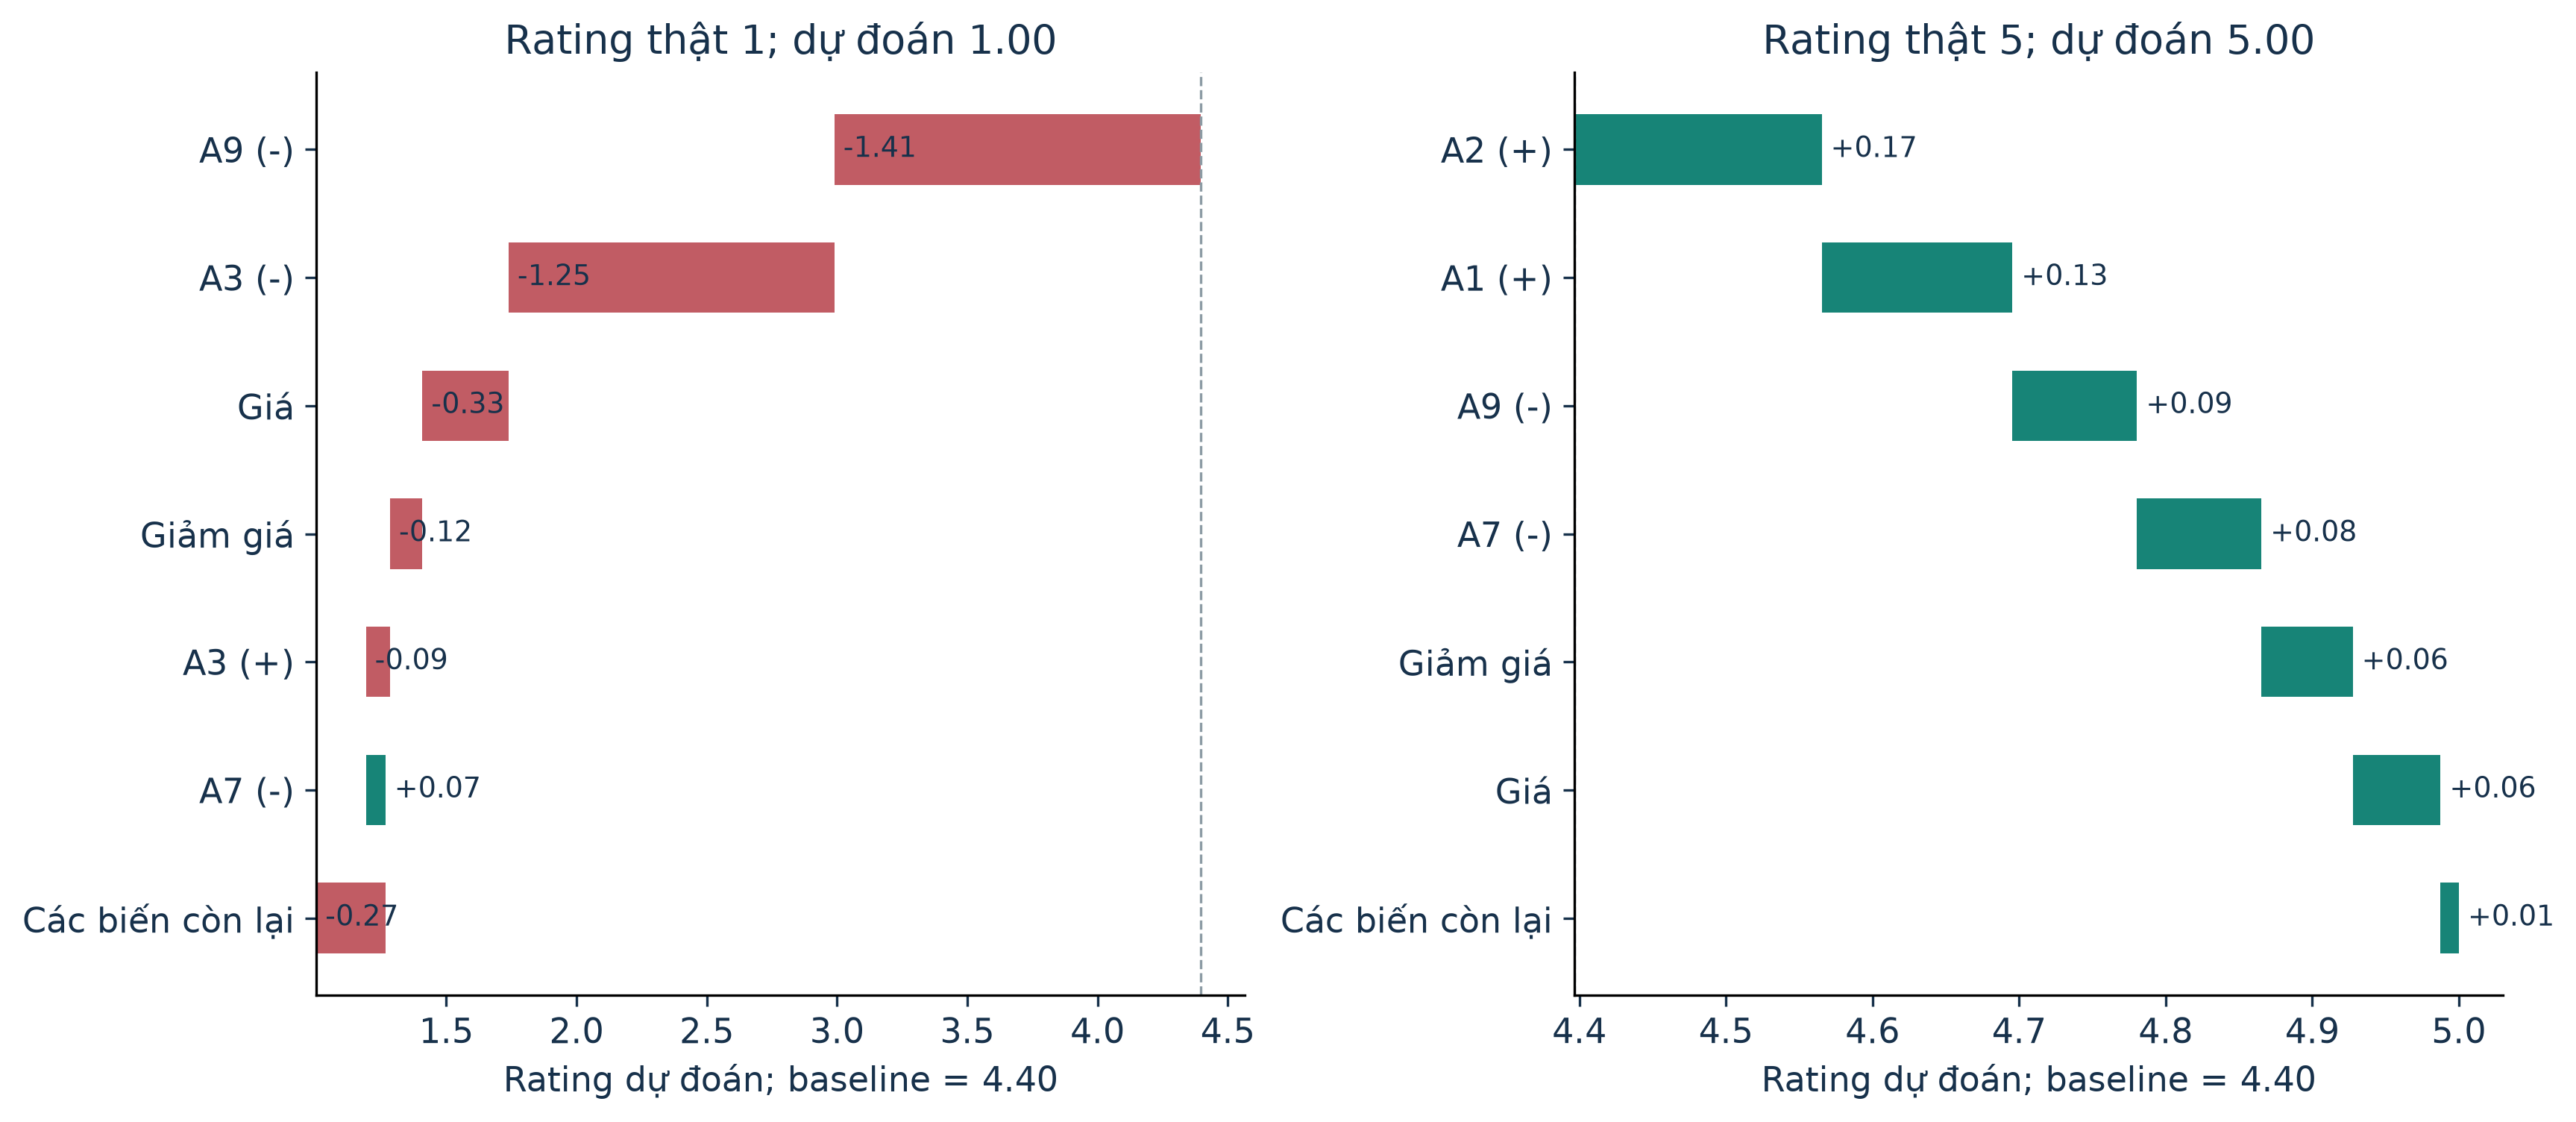 Rating thật 1; dự đoán 1.00
A9 (-)
-1.41
A3 (-)
-1.25
Giá
-0.33
Giảm giá
-0.12
A3 (+)
-0.09
A7 (-)
+0.07
Các biến còn lại
-0.27
1.5 2.0 2.5 3.0 3.5 4.0 4.5
Rating dự đoán; baseline = 4.40
Rating thật 5; dự đoán 5.00
A2 (+)
+0.17
A1 (+)
+0.13
A9 (-)
+0.09
A7 (-)
+0.08
Giảm giá
+0.06
Giá
+0.06
Các biến còn lại
+0.01
4.4 4.5 4.6 4.7 4.8 4.9 5.0
Rating dự đoán; baseline = 4.40